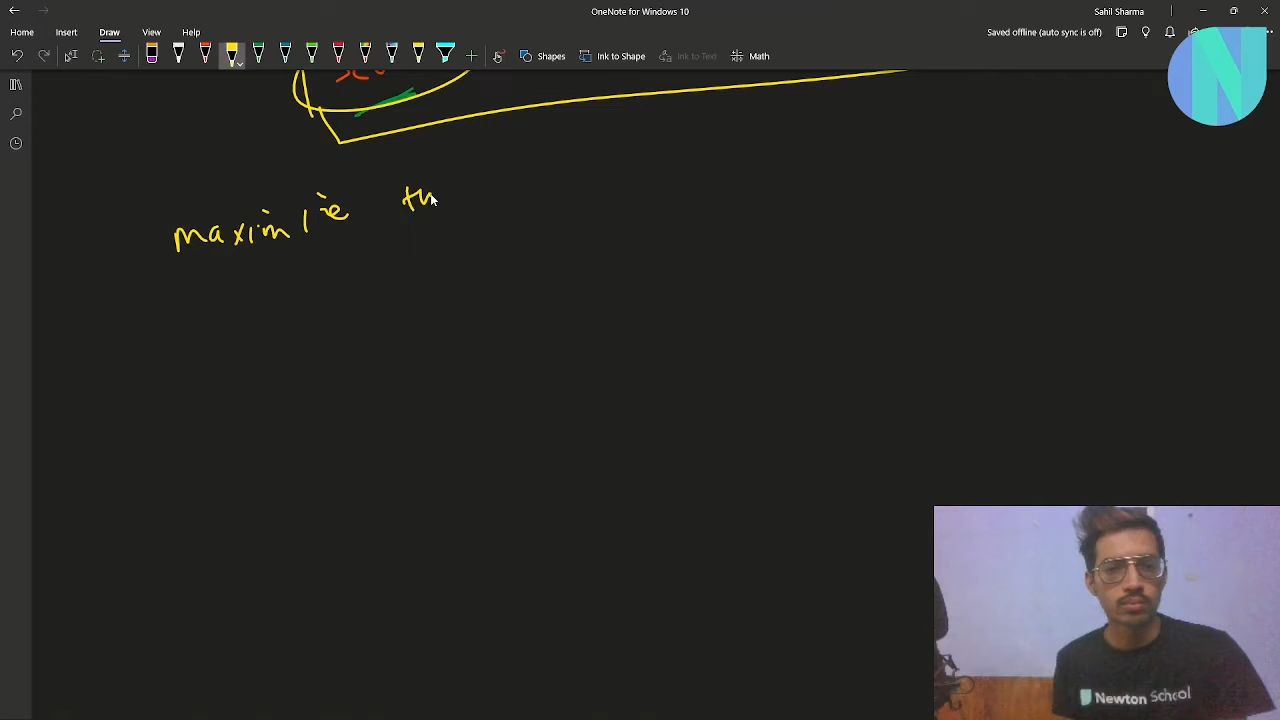 OneNote for Windows 10
Sahil Sharma
Home Insert Draw View Help
Saved offline (auto sync is off)
Shapes Ink to Shape Ink to Text Math
maximize th
Newton School